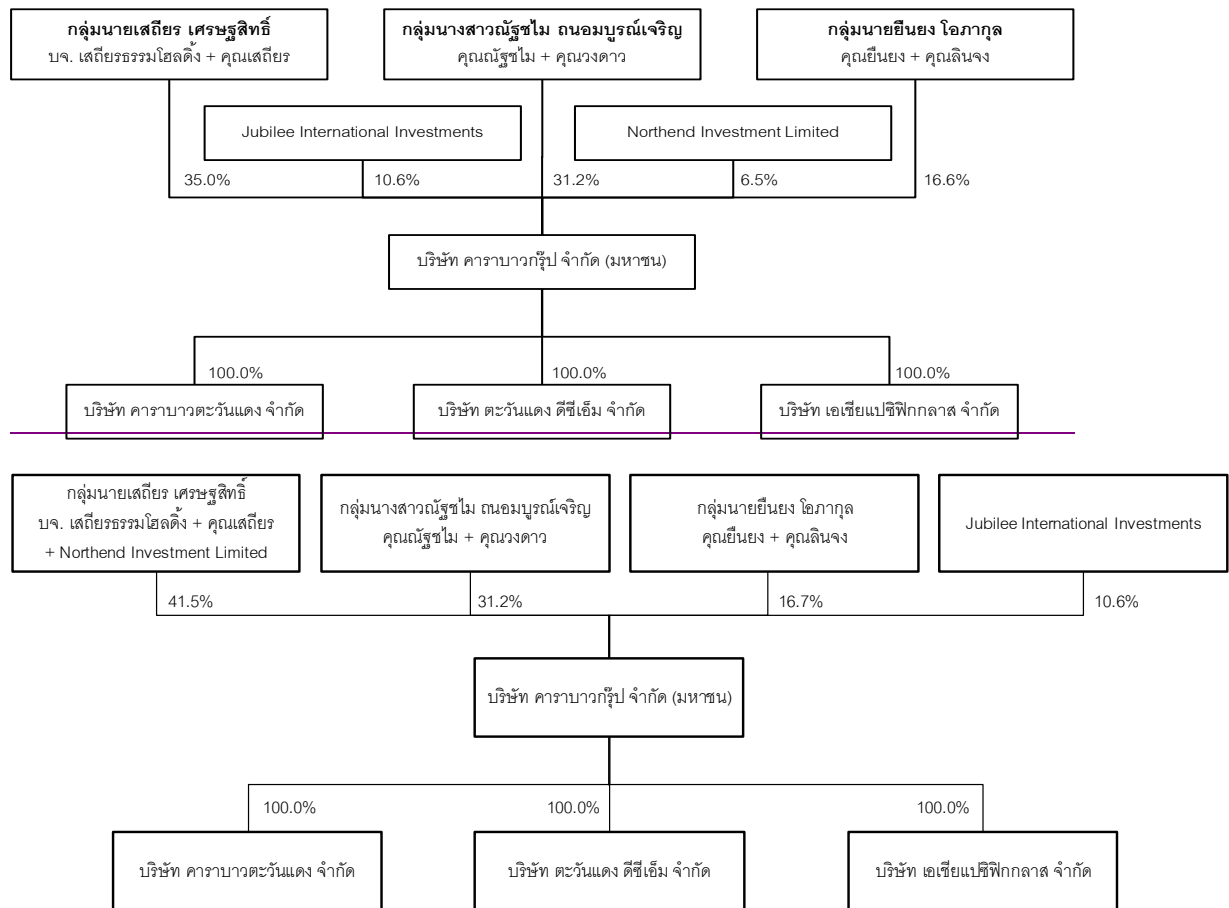 กลุ่มนายเสถียร เศรษฐสิทธิ์
บจ. เสถียรธรรมโฮลดิ้ง + คุณเสถียร
กลุ่มนางสาวณัฐชไม ถนอมบูรณ์เจริญ
คุณณัฐชไม + คุณวงดาว
กลุ่มนายยืนยง โอภากุล
คุณยืนยง + คุณลินจง
Jubilee International Investments
Northend Investment Limited
35.0%
10.6%
31.2%
6.5%
16.6%
บริษัท คาราบาวกรุ๊ป จำกัด (มหาชน)
100.0%
100.0%
100.0%
บริษัท คาราบาวตะวันแดง จำกัด
บริษัท ตะวันแดง ดีซีเอ็ม จำกัด
บริษัท เอเชียแปซิฟิกกลาส จำกัด
กลุ่มนายเสถียร เศรษฐสิทธิ์
บจ. เสถียรธรรมโฮลดิ้ง + คุณเสถียร
+ Northend Investment Limited
กลุ่มนางสาวณัฐชไม ถนอมบูรณ์เจริญ
คุณณัฐชไม + คุณวงดาว
กลุ่มนายยืนยง โอภากุล
คุณยืนยง + คุณลินจง
Jubilee International Investments
41.5%
31.2%
16.7%
10.6%
บริษัท คาราบาวกรุ๊ป จำกัด (มหาชน)
100.0%
100.0%
100.0%
บริษัท คาราบาวตะวันแดง จำกัด
บริษัท ตะวันแดง ดีซีเอ็ม จำกัด
บริษัท เอเชียแปซิฟิกกลาส จำกัด